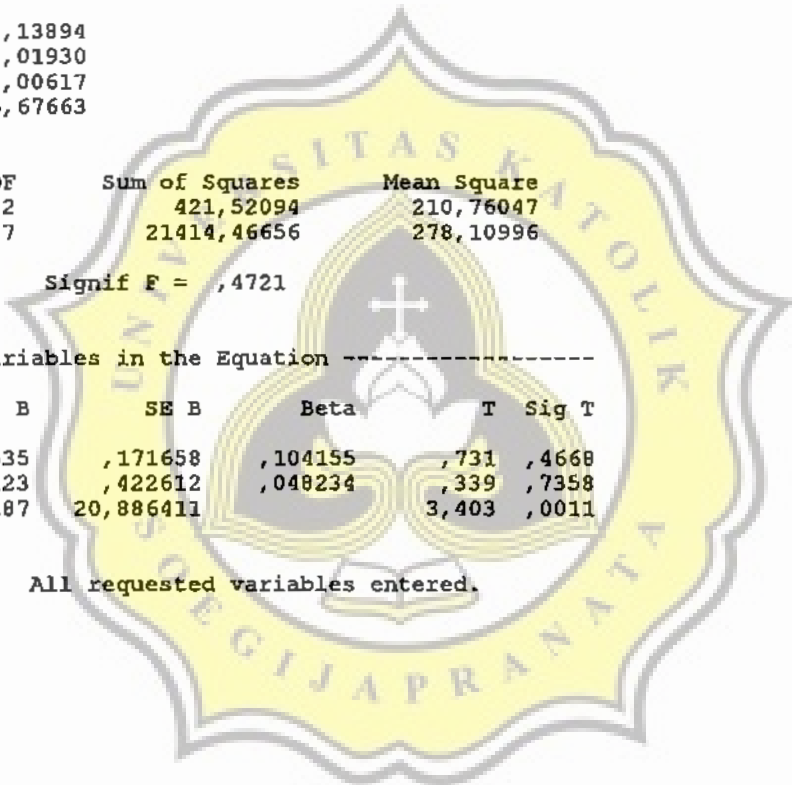 ,13894
,01930
,00617
,67663
F Sum of Squares Mean Square
2 421,52094 210,76047
7 21414,46656 278,10996
Signif F = ,4721
riables in the Equation ------------------
B SE B Beta T Sig T
35 ,171658 ,104155 ,731 ,4668
23 ,422612 ,048234 ,339 ,7358
87 20,886411 3,403 ,0011
All requested variables entered.
UNIVERSITAS KATOLIK
SOEGIJAPRANATA